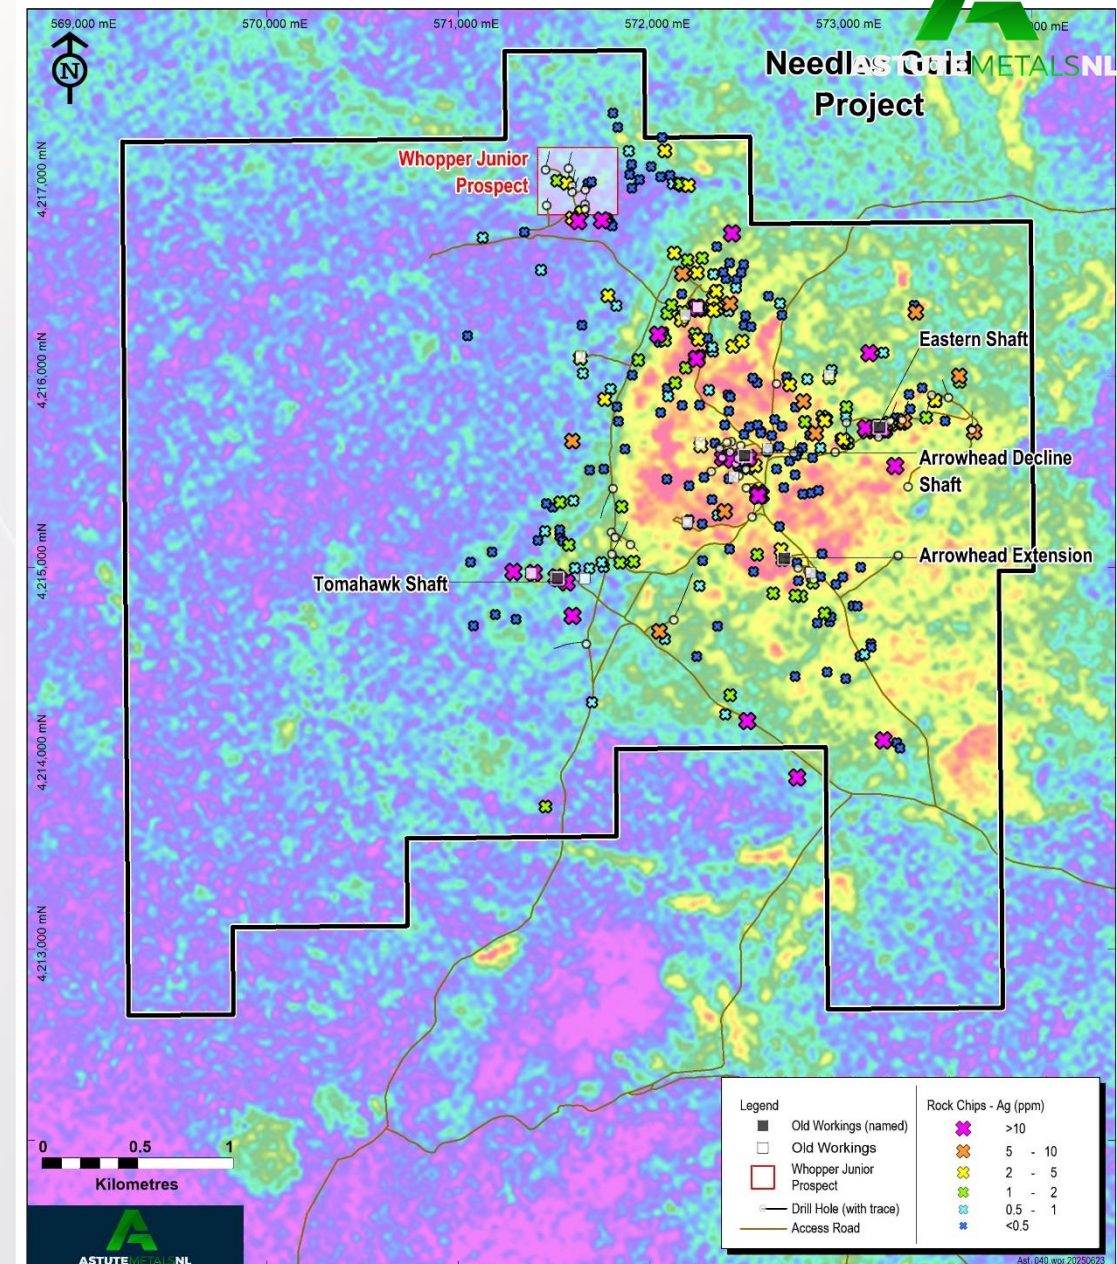 569,000 mE
570,000 mE
571,000 mE
572,000 mE
573,000 mE
000 mE
N
Needles Gold
Project
ASTUTEMETALSNL
4,217,000 mN
4,216,000 mN
4,215,000 mN
4,214,000 mN
4,213,000 mN
Whopper Junior
Prospect
Eastern Shaft
Arrowhead Decline
Shaft
Arrowhead Extension
Tomahawk Shaft
0 0.5 1
Kilometres
ASTUTEMETALSNL
Legend
Old Workings (named)
Old Workings
Whopper Junior
Prospect
Drill Hole (with trace)
Access Road
Rock Chips - Ag (ppm)
>10
5 - 10
2 - 5
1 - 2
0.5 - 1
<0.5
Ast_040.wor 20250623